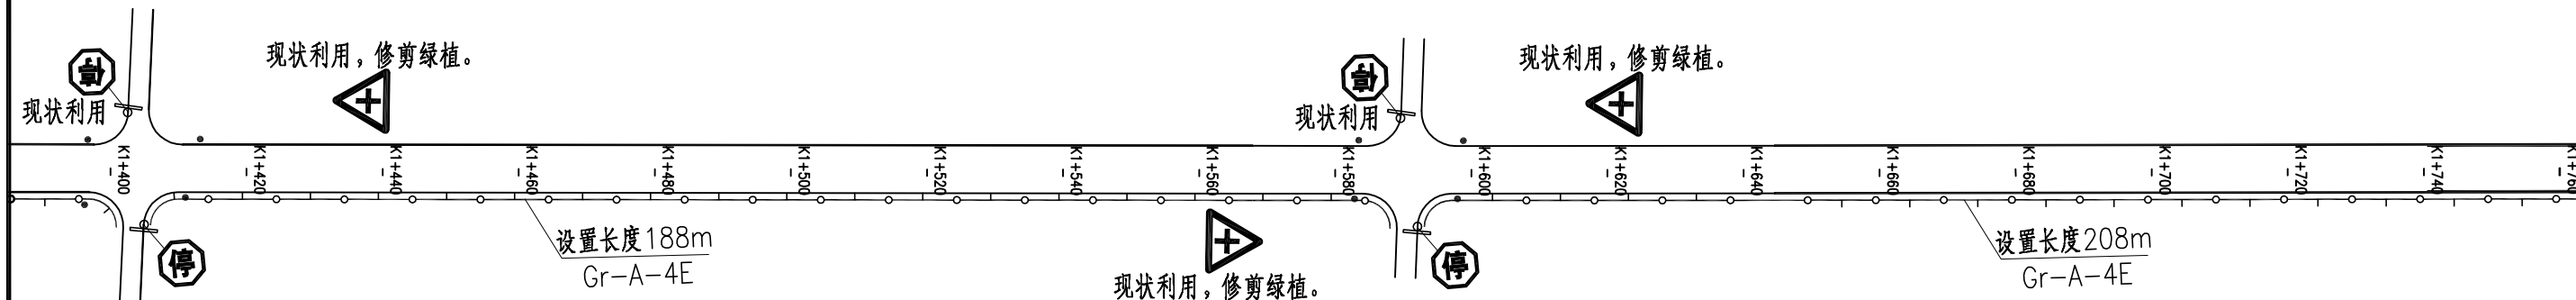 现状利用，修剪绿植。
现状利用，修剪绿植。
停
停
现状利用
现状利用
K1+400
K1+420
K1+440
K1+460
K1+480
K1+500
K1+520
K1+540
K1+560
K1+580
K1+600
K1+620
K1+640
K1+660
K1+680
K1+700
K1+720
K1+740
停
停
设置长度188m
Gr-A-4E
设置长度208m
Gr-A-4E
现状利用，修剪绿植。